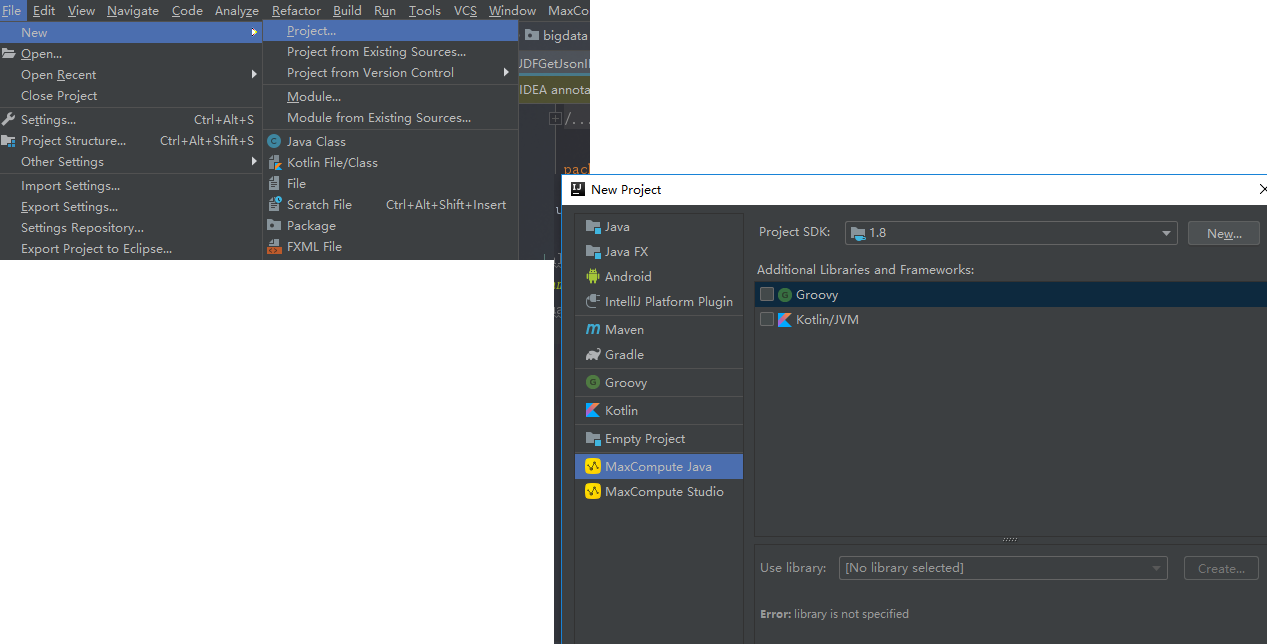 File Edit View Navigate Code Analyze Refactor Build Run Tools VCS Window MaxCo
New
Open...
Open Recent
Close Project
Settings... Ctrl+Alt+S
Project Structure... Ctrl+Alt+Shift+S
Other Settings
Import Settings...
Export Settings...
Settings Repository...
Export Project to Eclipse...
Project...
Project from Existing Sources...
Project from Version Control
Module...
Module from Existing Sources...
Java Class
Kotlin File/Class
File
Scratch File Ctrl+Alt+Shift+Insert
Package
FXML File
bigdata
JDFGetJsonI
IDEA annota
/...
pac
New Project
Java
Java FX
Android
IntelliJ Platform Plugin
Maven
Gradle
Groovy
Kotlin
Empty Project
MaxCompute Java
MaxCompute Studio
Project SDK: 1.8 New...
Additional Libraries and Frameworks:
Groovy
Kotlin/JVM
Use library: [No library selected] Create...
Error: library is not specified